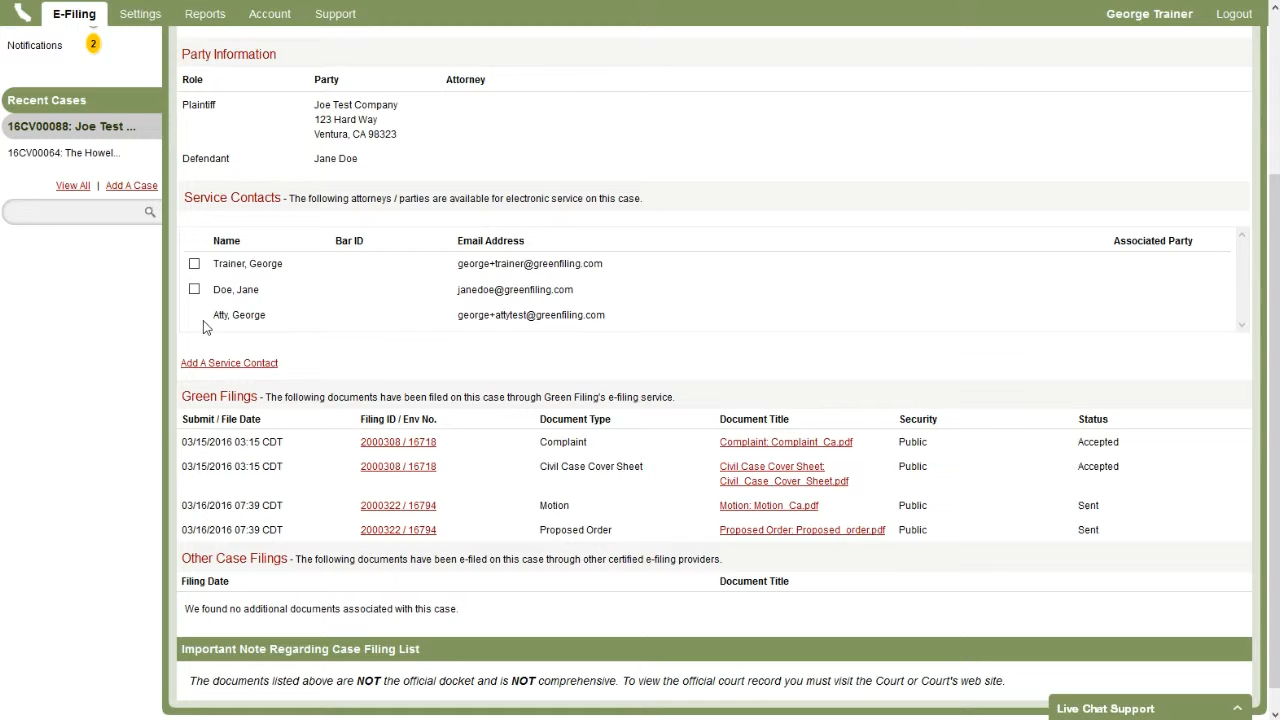 E-Filing Settings Reports Account Support George Trainer Logout
Notifications 2
Recent Cases
16CV00088: Joe Test ...
16CV00064: The Howel...
View All | Add A Case
Party Information
Role Party Attorney
Plaintiff Joe Test Company
123 Hard Way
Ventura, CA 98323
Defendant Jane Doe
Service Contacts - The following attorneys / parties are available for electronic service on this case.
Name Bar ID Email Address Associated Party
Trainer, George george+trainer@greenfiling.com
Doe, Jane janedoe@greenfiling.com
Atty, George george+attytest@greenfiling.com
Add A Service Contact
Green Filings - The following documents have been filed on this case through Green Filing's e-filing service.
Submit / File Date Filing ID / Env No. Document Type Document Title Security Status
03/15/2016 03:15 CDT 2000308 / 16718 Complaint Complaint: Complaint_Ca.pdf Public Accepted
03/15/2016 03:15 CDT 2000308 / 16718 Civil Case Cover Sheet Civil Case Cover Sheet: Public Accepted
Civil_Case_Cover_Sheet.pdf
03/16/2016 07:39 CDT 2000322 / 16794 Motion Motion: Motion_Ca.pdf Public Sent
03/16/2016 07:39 CDT 2000322 / 16794 Proposed Order Proposed Order: Proposed_order.pdf Public Sent
Other Case Filings - The following documents have been e-filed on this case through other certified e-filing providers.
Filing Date Document Title
We found no additional documents associated with this case.
Important Note Regarding Case Filing List
The documents listed above are NOT the official docket and is NOT comprehensive. To view the official court record you must visit the Court or Court's web site.
Live Chat Support